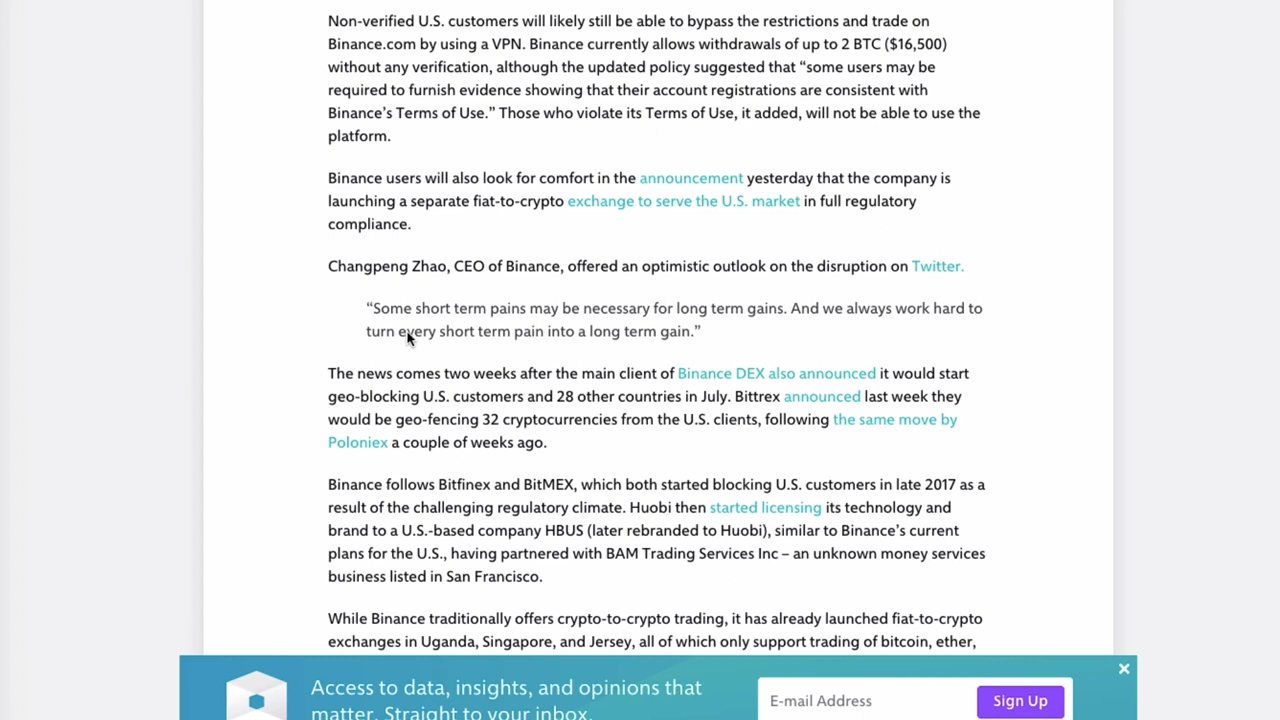 Non-verified U.S. customers will likely still be able to bypass the restrictions and trade on
Binance.com by using a VPN. Binance currently allows withdrawals of up to 2 BTC ($16,500)
without any verification, although the updated policy suggested that “some users may be
required to furnish evidence showing that their account registrations are consistent with
Binance’s Terms of Use.” Those who violate its Terms of Use, it added, will not be able to use the
platform.
Binance users will also look for comfort in the announcement yesterday that the company is
launching a separate fiat-to-crypto exchange to serve the U.S. market in full regulatory
compliance.
Changpeng Zhao, CEO of Binance, offered an optimistic outlook on the disruption on Twitter.
“Some short term pains may be necessary for long term gains. And we always work hard to
turn every short term pain into a long term gain.”
The news comes two weeks after the main client of Binance DEX also announced it would start
geo-blocking U.S. customers and 28 other countries in July. Bittrex announced last week they
would be geo-fencing 32 cryptocurrencies from the U.S. clients, following the same move by
Poloniex a couple of weeks ago.
Binance follows Bitfinex and BitMEX, which both started blocking U.S. customers in late 2017 as a
result of the challenging regulatory climate. Huobi then started licensing its technology and
brand to a U.S.-based company HBUS (later rebranded to Huobi), similar to Binance’s current
plans for the U.S., having partnered with BAM Trading Services Inc – an unknown money services
business listed in San Francisco.
While Binance traditionally offers crypto-to-crypto trading, it has already launched fiat-to-crypto
exchanges in Uganda, Singapore, and Jersey, all of which only support trading of bitcoin, ether,
Access to data, insights, and opinions that
matter. Straight to your inbox.
E-mail Address
Sign Up